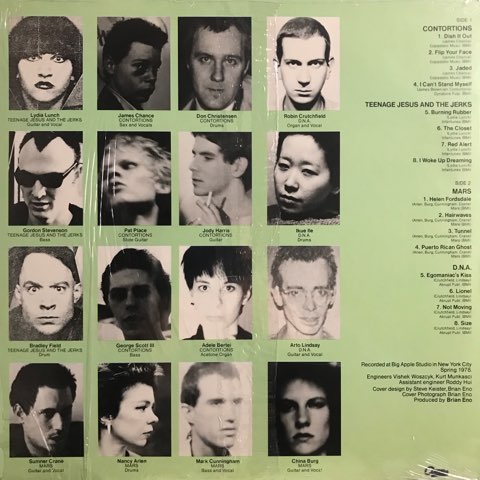 Lydia Lunch
TEENAGE JESUS AND THE JERKS
Guitar and Vocal
James Chance
CONTORTIONS
Sax and Vocals
Don Christensen
CONTORTIONS
Drums
Robin Crutchfield
D.N.A.
Organ and Vocal
Gordon Stevenson
TEENAGE JESUS AND THE JERKS
Bass
Pat Place
CONTORTIONS
Slide Guitar
Jody Harris
CONTORTIONS
Guitar
Ikue Ile
D.N.A.
Drums
Bradley Field
TEENAGE JESUS AND THE JERKS
Drum
George Scott III
CONTORTIONS
Bass
Adele Bertei
CONTORTIONS
Acetone Organ
Arto Lindsay
D.N.A.
Guitar and Vocal
Sumner Crane
MARS
Guitar and Vocal
Nancy Arlen
MARS
Drums
Mark Cunningham
MARS
Bass and Vocal
China Burg
MARS
Guitar and Vocal
SIDE 1
CONTORTIONS
1. Dish It Out
2. Flip Your Face
3. Jaded
4. I Can't Stand Myself
TEENAGE JESUS AND THE JERKS
5. Burning Rubber
6. The Closet
7. Red Alert
8. I Woke Up Dreaming
SIDE 2
MARS
1. Helen Fordsdale
2. Hairwaves
3. Tunnel
4. Puerto Rican Ghost
D.N.A.
5. Egomaniac's Kiss
6. Lionel
7. Not Moving
8. Size
Recorded at Big Apple Studio in New York City
Spring 1978
Engineers Vishek Woszcyk, Kurt Munkasci
Assistant engineer Roddy Hui
Cover design by Steve Keister, Brian Eno
Cover Photograph Brian Eno
Produced by Brian Eno